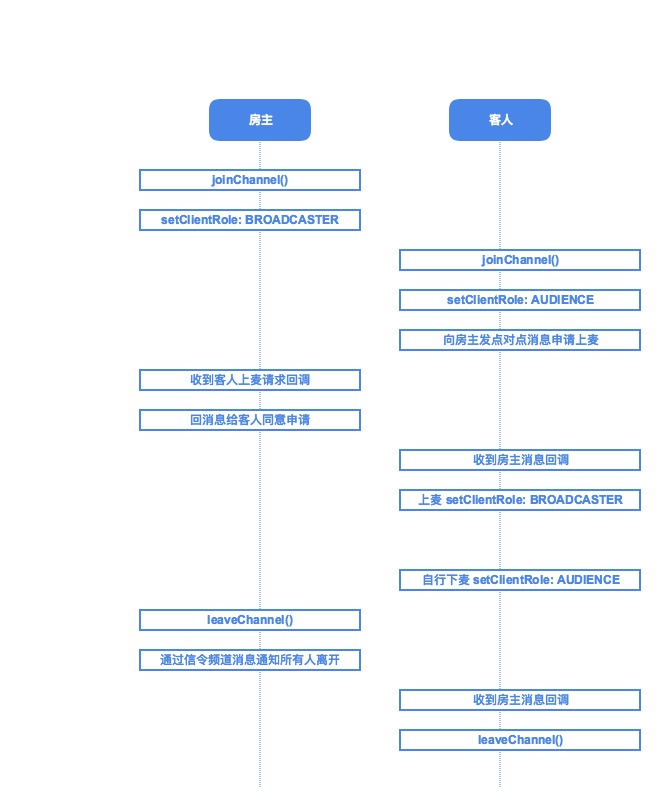 房主
客人
joinChannel()
setClientRole: BROADCASTER
joinChannel()
setClientRole: AUDIENCE
向房主发点对点消息申请上麦
收到客人上麦请求回调
回消息给客人同意申请
收到房主消息回调
上麦 setClientRole: BROADCASTER
自行下麦 setClientRole: AUDIENCE
leaveChannel()
通过信令频道消息通知所有人离开
收到房主消息回调
leaveChannel()